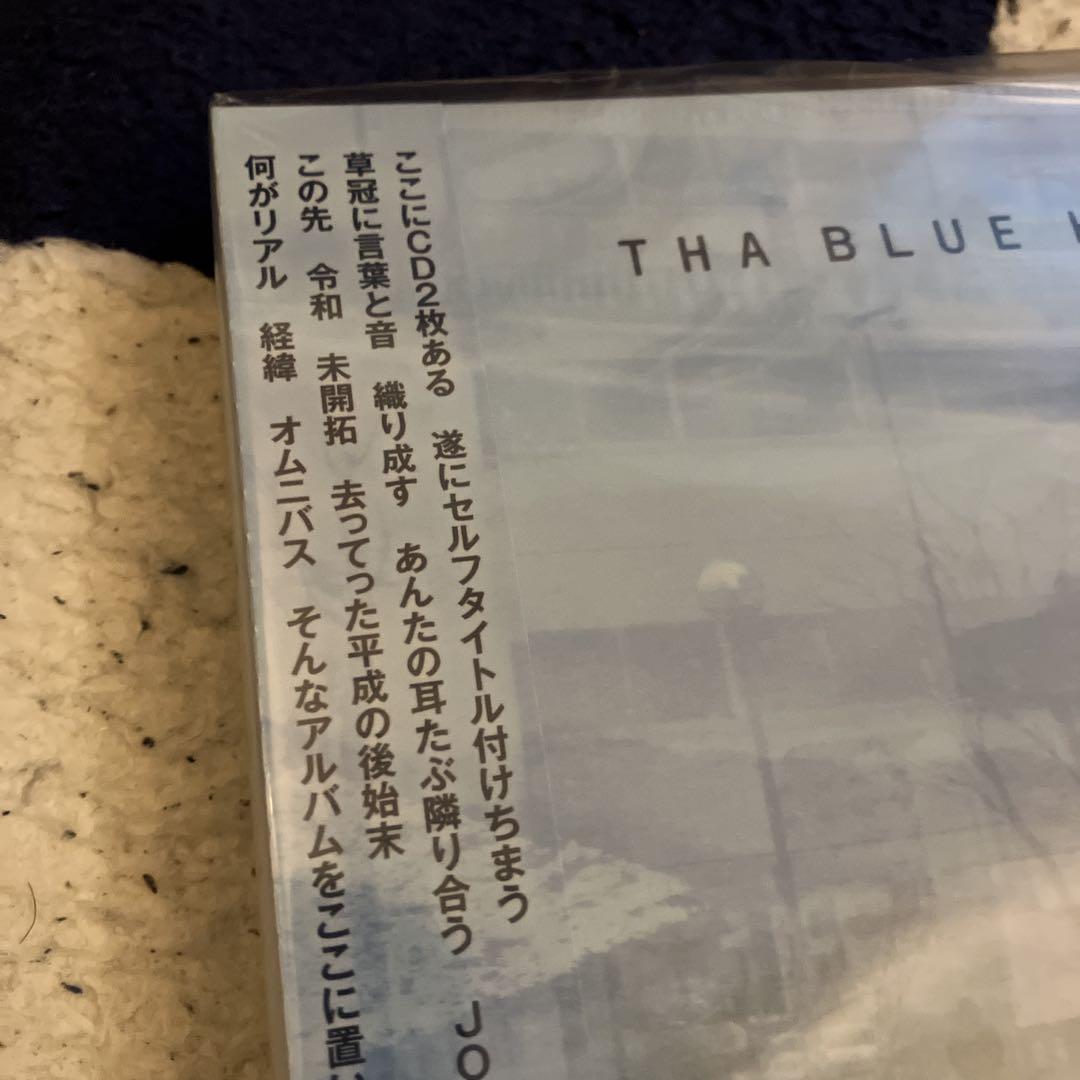 THA BLUE
ここにCD2枚ある　遂にセルフタイトル付けちまう
草冠に言葉と音　織り成す　あんたの耳たぶ隣り合う　JO
この先　令和　未開拓　去ってった平成の後始末
何がリアル　経緯　オムニバス　そんなアルバムをここに置い